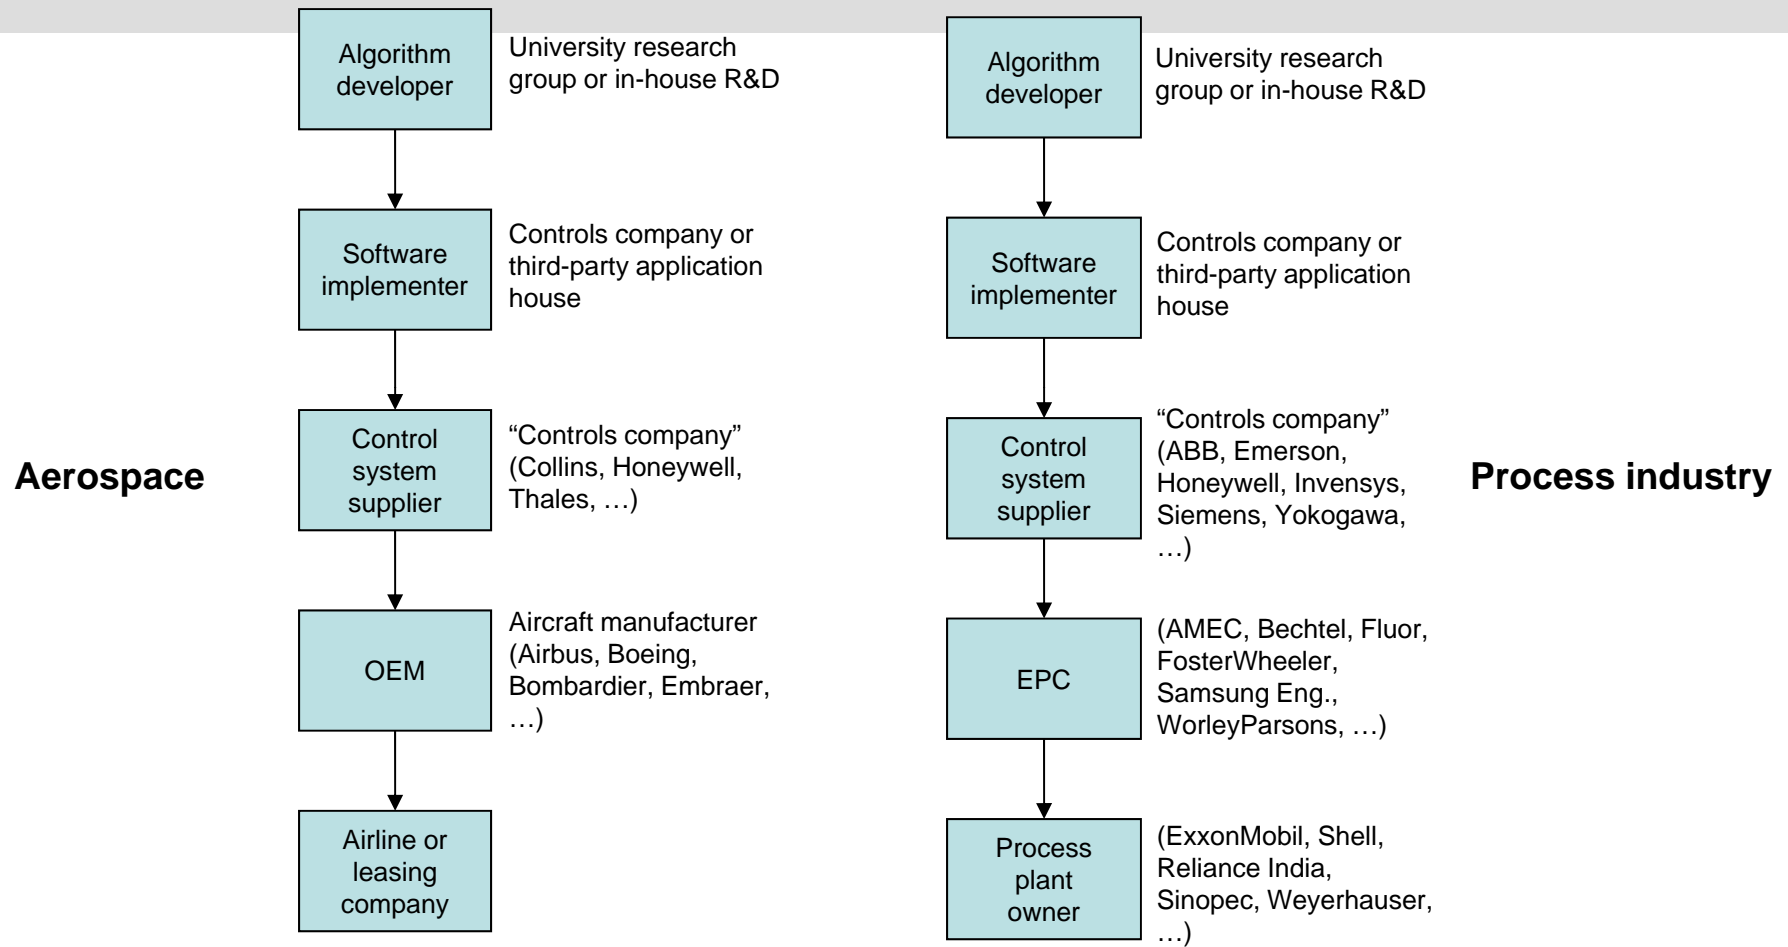 Algorithm
developer
University research
group or in-house R&D
Software
implementer
Controls company or
third-party application
house
Aerospace
Control
system
supplier
“Controls company”
(Collins, Honeywell,
Thales, …)
OEM
Aircraft manufacturer
(Airbus, Boeing,
Bombardier, Embraer,
…)
Airline or
leasing
company
Algorithm
developer
University research
group or in-house R&D
Software
implementer
Controls company or
third-party application
house
Control
system
supplier
“Controls company”
(ABB, Emerson,
Honeywell, Invensys,
Siemens, Yokogawa,
…)
Process industry
EPC
(AMEC, Bechtel, Fluor,
FosterWheeler,
Samsung Eng.,
WorleyParsons, …)
Process
plant
owner
(ExxonMobil, Shell,
Reliance India,
Sinopec, Weyerhauser,
…)